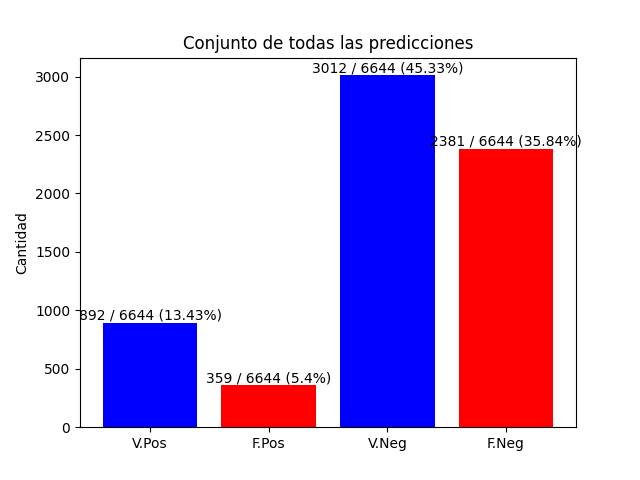 Conjunto de todas las predicciones
3012 / 6644 (45.33%)
2381 / 6644 (35.84%)
892 / 6644 (13.43%)
359 / 6644 (5.4%)
Cantidad
3000
2500
2000
1500
1000
500
0
V.Pos F.Pos V.Neg F.Neg